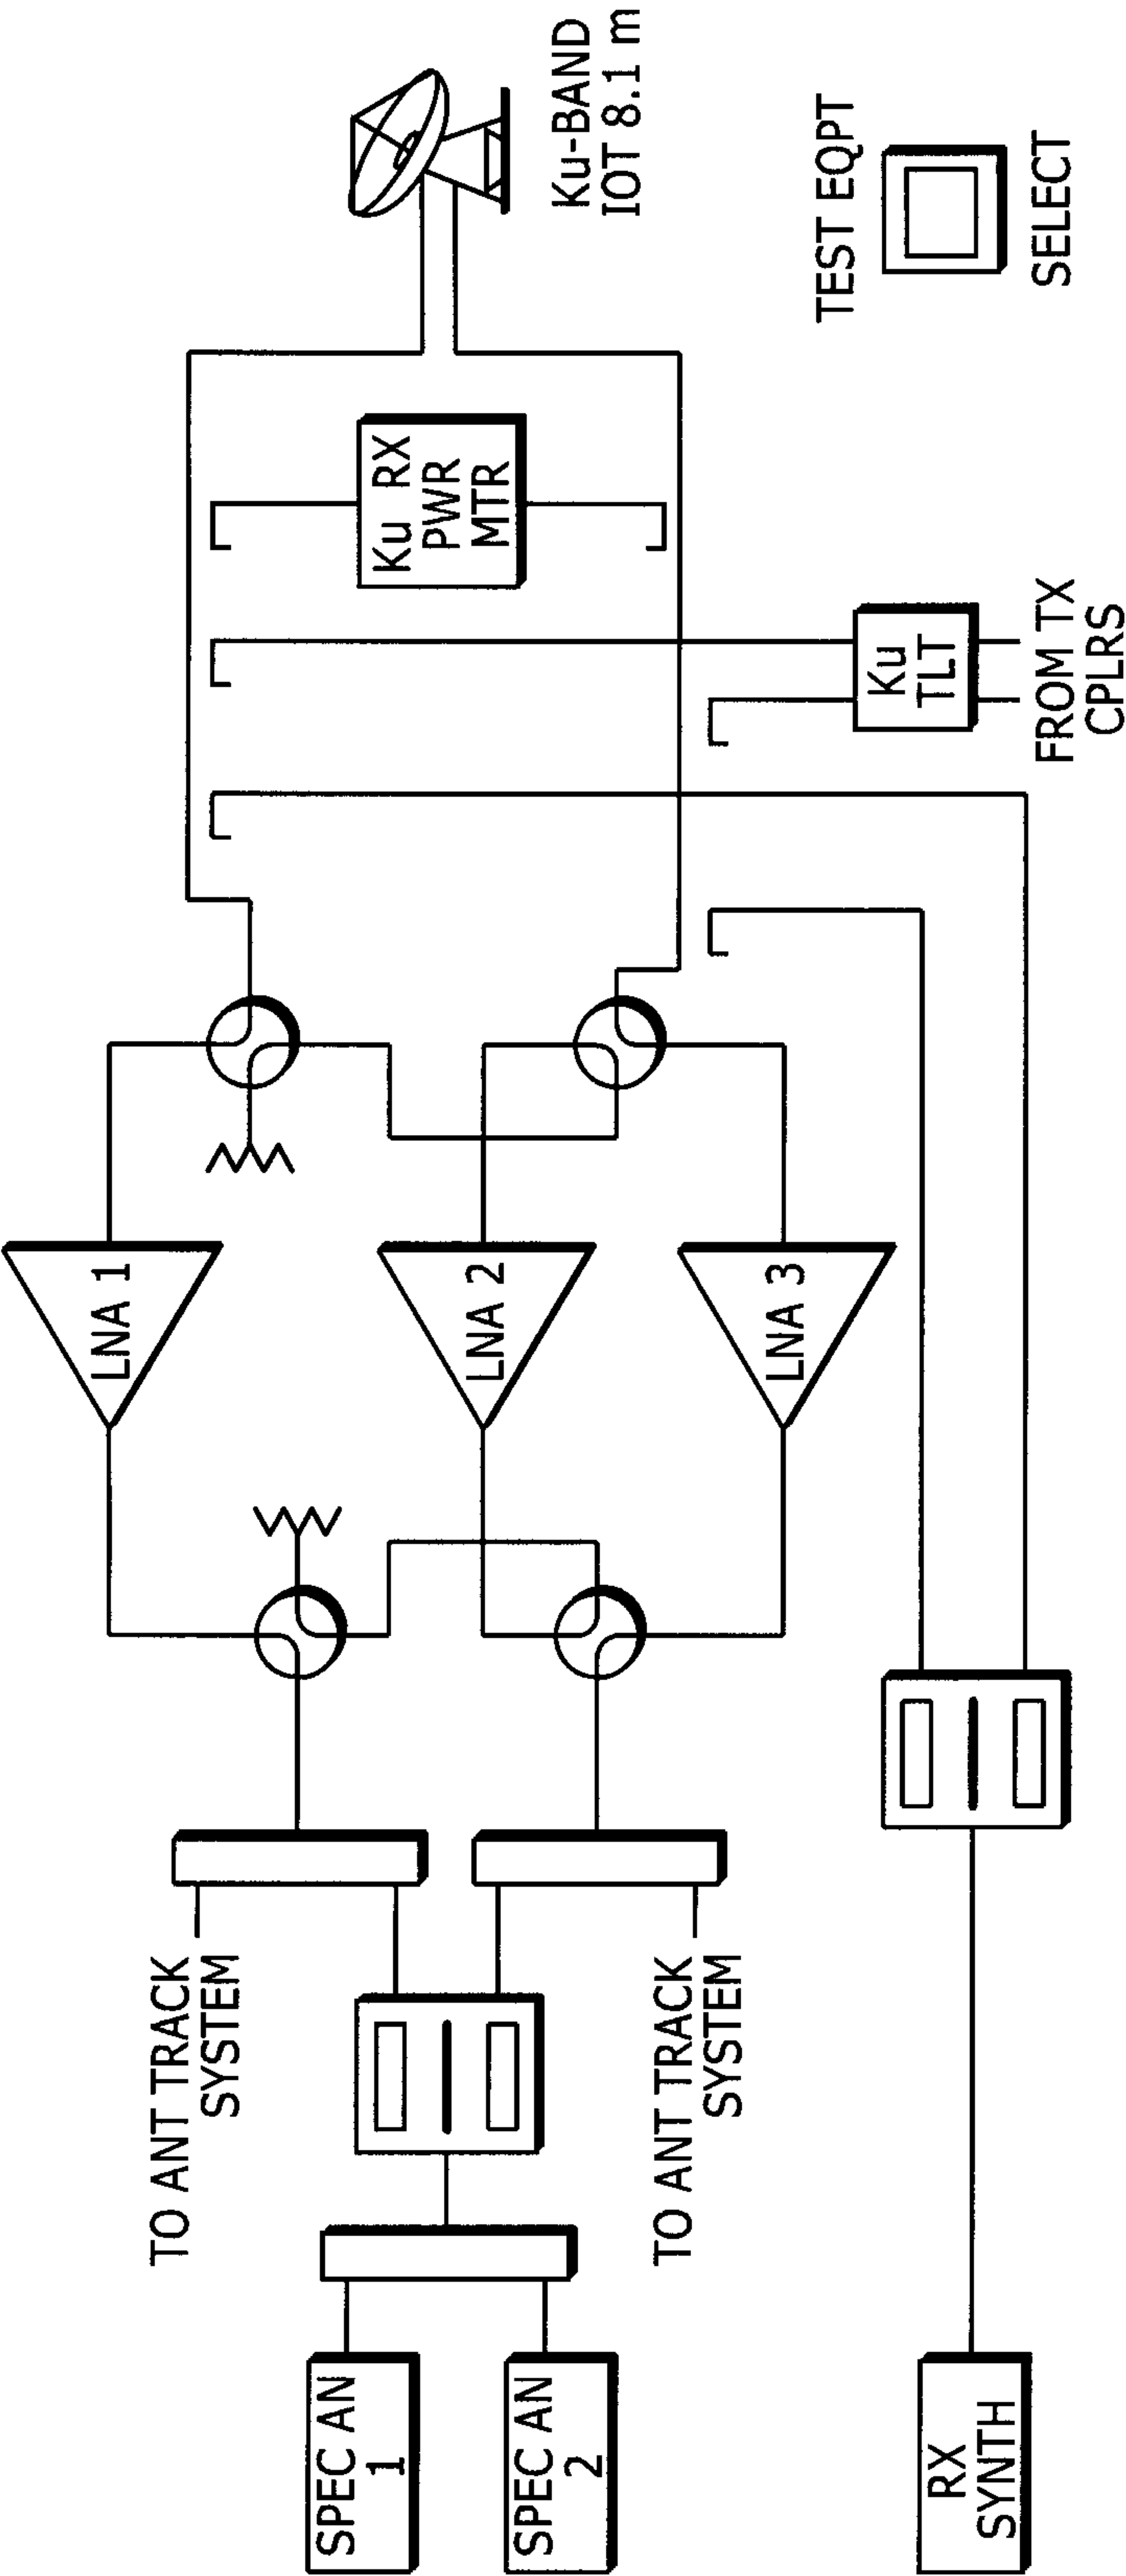 Ku-BAND
IOT 8.1 m
TEST EQPT
SELECT
Ku RX
PWR
MTR
Ku
TLT
FROM TX
CPLRS
LNA 1
LNA 2
LNA 3
TO ANT TRACK
SYSTEM
TO ANT TRACK
SYSTEM
SPEC AN
1
SPEC AN
2
RX
SYNTH